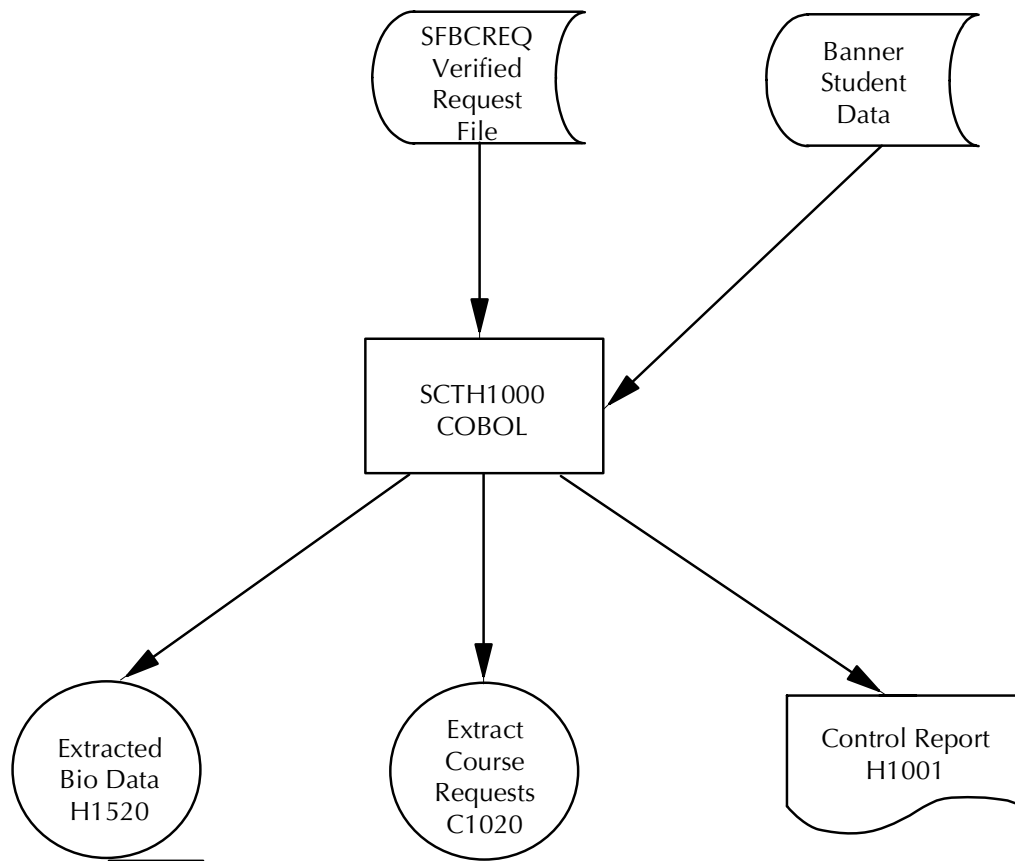 SFBCREQ
Verified
Request
File
Banner
Student
Data
SCTH1000
COBOL
Extracted
Bio Data
H1520
Extract
Course
Requests
C1020
Control Report
H1001